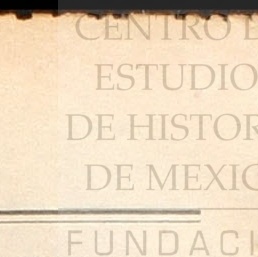 CENTRO E
ESTUDIO
DE HISTOR
DE MEXIC
FUNDACI